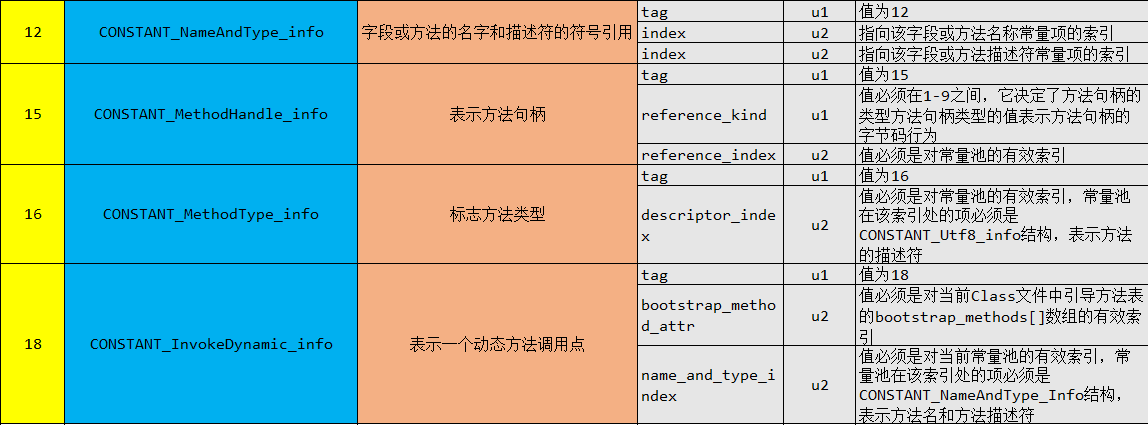 12 CONSTANT_NameAndType_info 字段或方法的名字和描述符的符号引用 tag u1 值为12
index u2 指向该字段或方法名称常量项的索引
index u2 指向该字段或方法描述符常量项的索引
15 CONSTANT_MethodHandle_info 表示方法句柄 tag u1 值为15
reference_kind u1 值必须在1-9之间，它决定了方法句柄的
类型方法句柄类型的值表示方法句柄的
字节码行为
reference_index u2 值必须是对常量池的有效索引
16 CONSTANT_MethodType_info 标志方法类型 tag u1 值为16
descriptor_inde
x u2 值必须是对常量池的有效索引，常量池
在该索引处的项必须是
CONSTANT_Utf8_info结构，表示方法
的描述符
18 CONSTANT_InvokeDynamic_info 表示一个动态方法调用点 tag u1 值为18
bootstrap_metho
d_attr u2 值必须是对当前Class文件中引导方法表
的bootstrap_methods[]数组的有效索
引
name_and_type_i
ndex u2 值必须是对当前常量池的有效索引，常
量池在该索引处的项必须是
CONSTANT_NameAndType_Info结构，
表示方法名和方法描述符